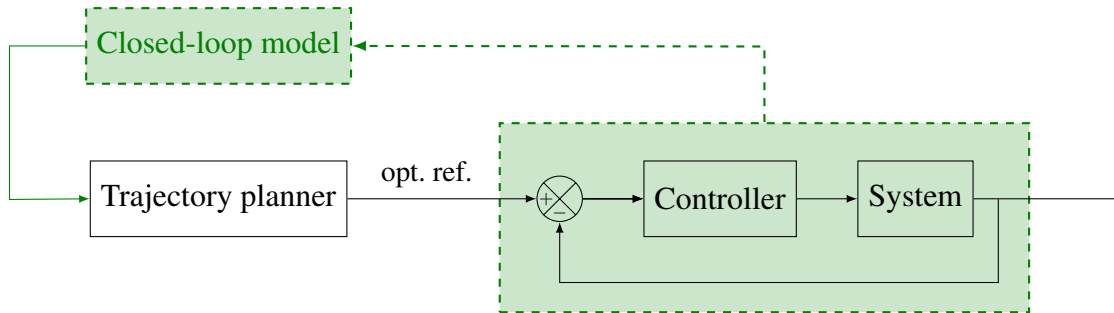 Closed-loop model
Trajectory planner
opt. ref.
+
−
Controller
System